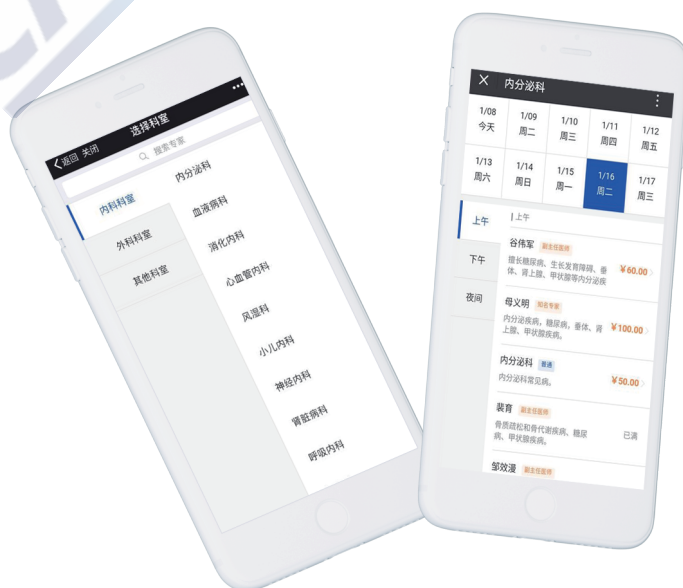 返回 关闭
选择科室
搜索专家
内科科室
外科科室
其他科室
内分泌科
血液病科
消化内科
心血管内科
风湿科
小儿内科
神经内科
肾脏病科
呼吸内科
内分泌科
1/08 1/09 1/10 1/11 1/12
今天 周二 周三 周四 周五
1/13 1/14 1/15 1/16 1/17
周六 周日 周一 周二 周三
上午
下午
夜间
上午
谷伟军 副主任医师
擅长糖尿病、生长发育障碍、垂
体、肾上腺、甲状腺等内分泌疾
¥60.00
母义明 知名专家
内分泌疾病，糖尿病，垂体、肾
上腺、甲状腺疾病。
¥100.00
内分泌科 普通
内分泌科常见病。
¥50.00
裴育 副主任医师
骨质疏松和骨代谢疾病、糖尿
病、甲状腺疾病。
已满
邹效漫 副主任医师